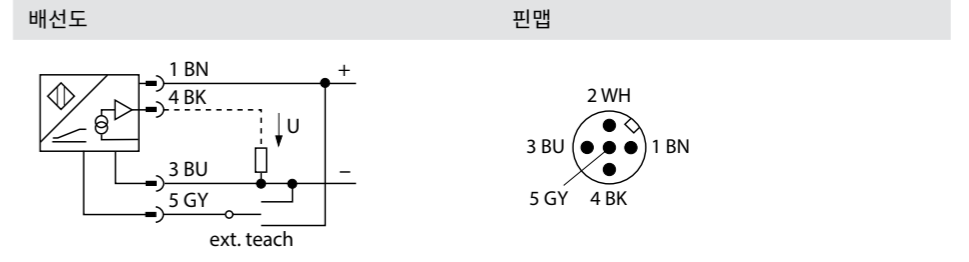 배선도
핀맵
1 BN
+
4 BK
U
3 BU
–
5 GY
ext. teach
2 WH
3 BU
1 BN
5 GY
4 BK